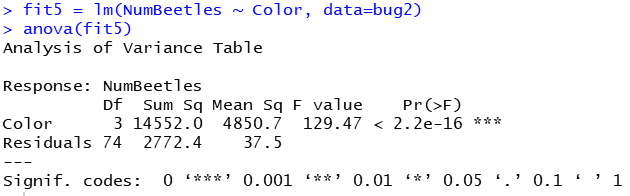 > fit5 = lm(NumBeetles ~ Color, data=bug2)
> anova(fit5)
Analysis of Variance Table
Response: NumBeetles
Df Sum Sq Mean Sq F value Pr(>F)
Color 3 14552.0 4850.7 129.47 < 2.2e-16 ***
Residuals 74 2772.4 37.5
---
Signif. codes: 0 ‘***’ 0.001 ‘**’ 0.01 ‘*’ 0.05 ‘.’ 0.1 ‘ ’ 1